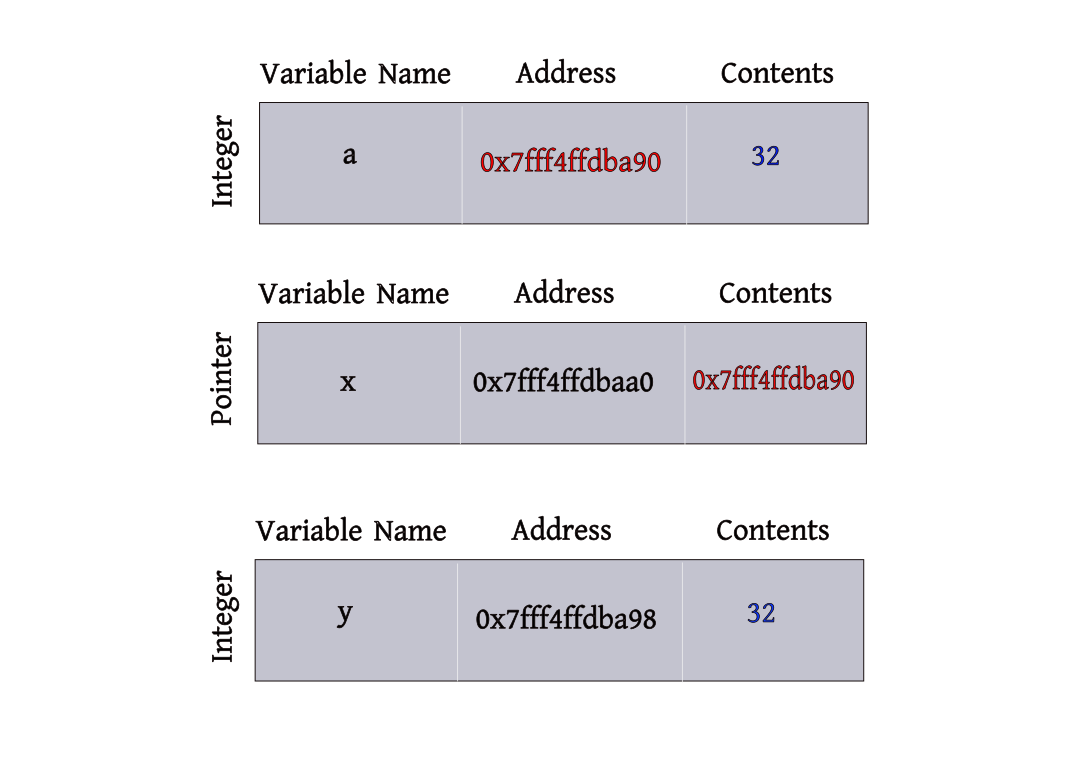 Variable Name Address Contents
Integer
a 0x7fff4ffdba90 32
Variable Name Address Contents
Pointer
x 0x7fff4ffdbaa0 0x7fff4ffdba90
Variable Name Address Contents
Integer
y 0x7fff4ffdba98 32